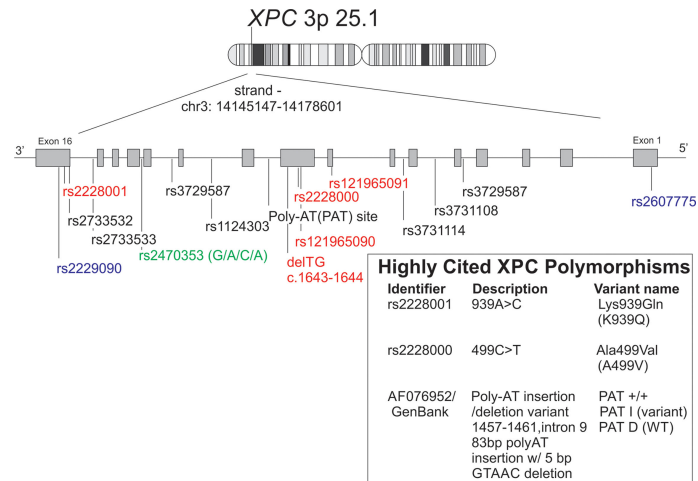 XPC 3p 25.1
strand -
chr3: 14145147-14178601
3'
Exon 16
Exon 1
5'
rs2228001
rs3729587
rs121965091
rs2228000
rs3729587
rs2607775
rs2733532
rs1124303
Poly-AT(PAT) site
rs3731108
rs2733533
rs3731114
rs2470353 (G/A/C/A)
rs121965090
rs2229090
delTG
c.1643-1644
Highly Cited XPC Polymorphisms
Identifier Description Variant name
rs2228001 939A>C Lys939Gln
(K939Q)
rs2228000 499C>T Ala499Val
(A499V)
AF076952/ Poly-AT insertion PAT +/+
GenBank /deletion variant PAT I (variant)
1457-1461,intron 9 PAT D (WT)
83bp polyAT
insertion w/ 5 bp
GTAAC deletion